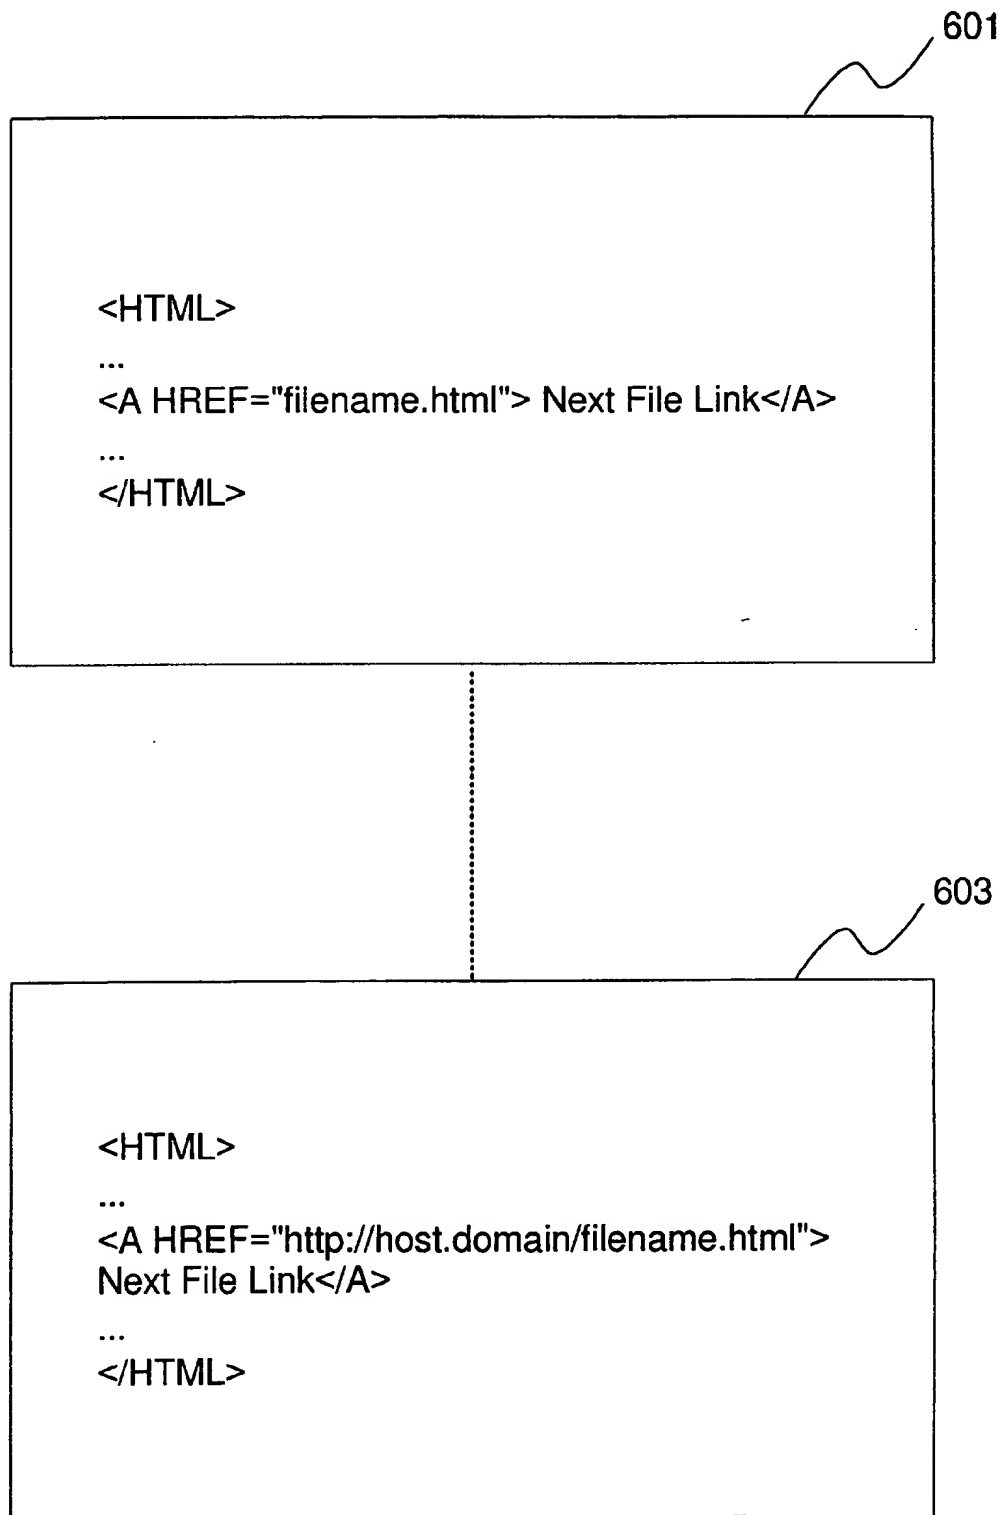 601
<HTML>
...
<A HREF="filename.html"> Next File Link</A>
...
</HTML>
603
<HTML>
...
<A HREF="http://host.domain/filename.html">
Next File Link</A>
...
</HTML>